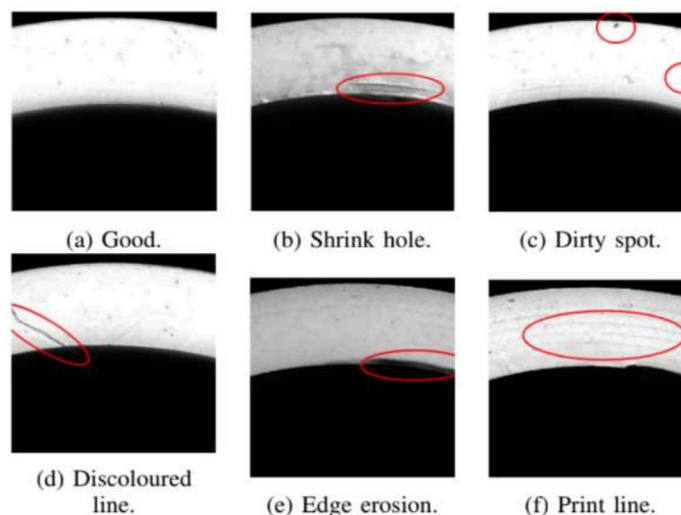 (a) Good.
(b) Shrink hole.
(c) Dirty spot.
(d) Discoloured
line.
(e) Edge erosion.
(f) Print line.